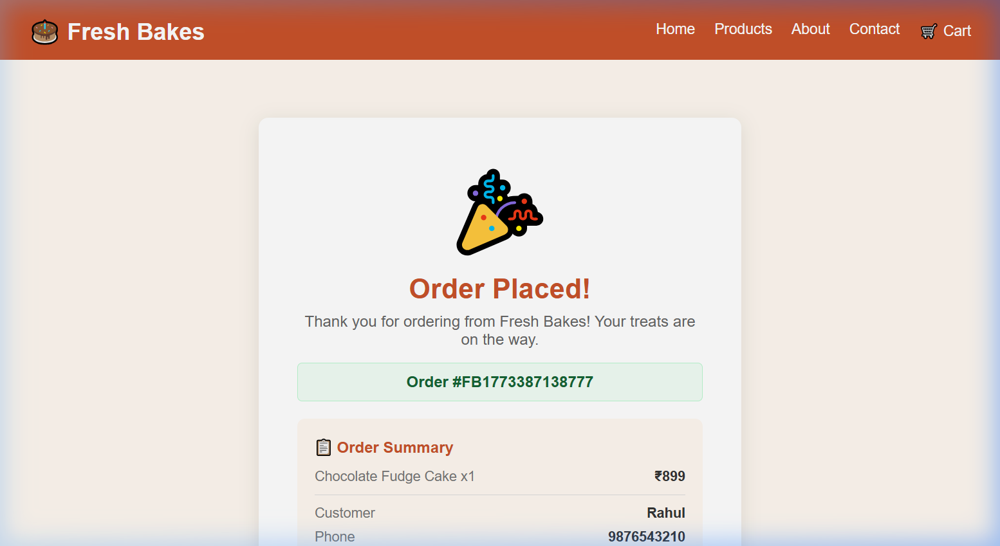 Fresh Bakes
Home Products About Contact Cart
Order Placed!
Thank you for ordering from Fresh Bakes! Your treats are
on the way.
Order #FB1773387138777
Order Summary
Chocolate Fudge Cake x1 ₹899
Customer Rahul
Phone 9876543210